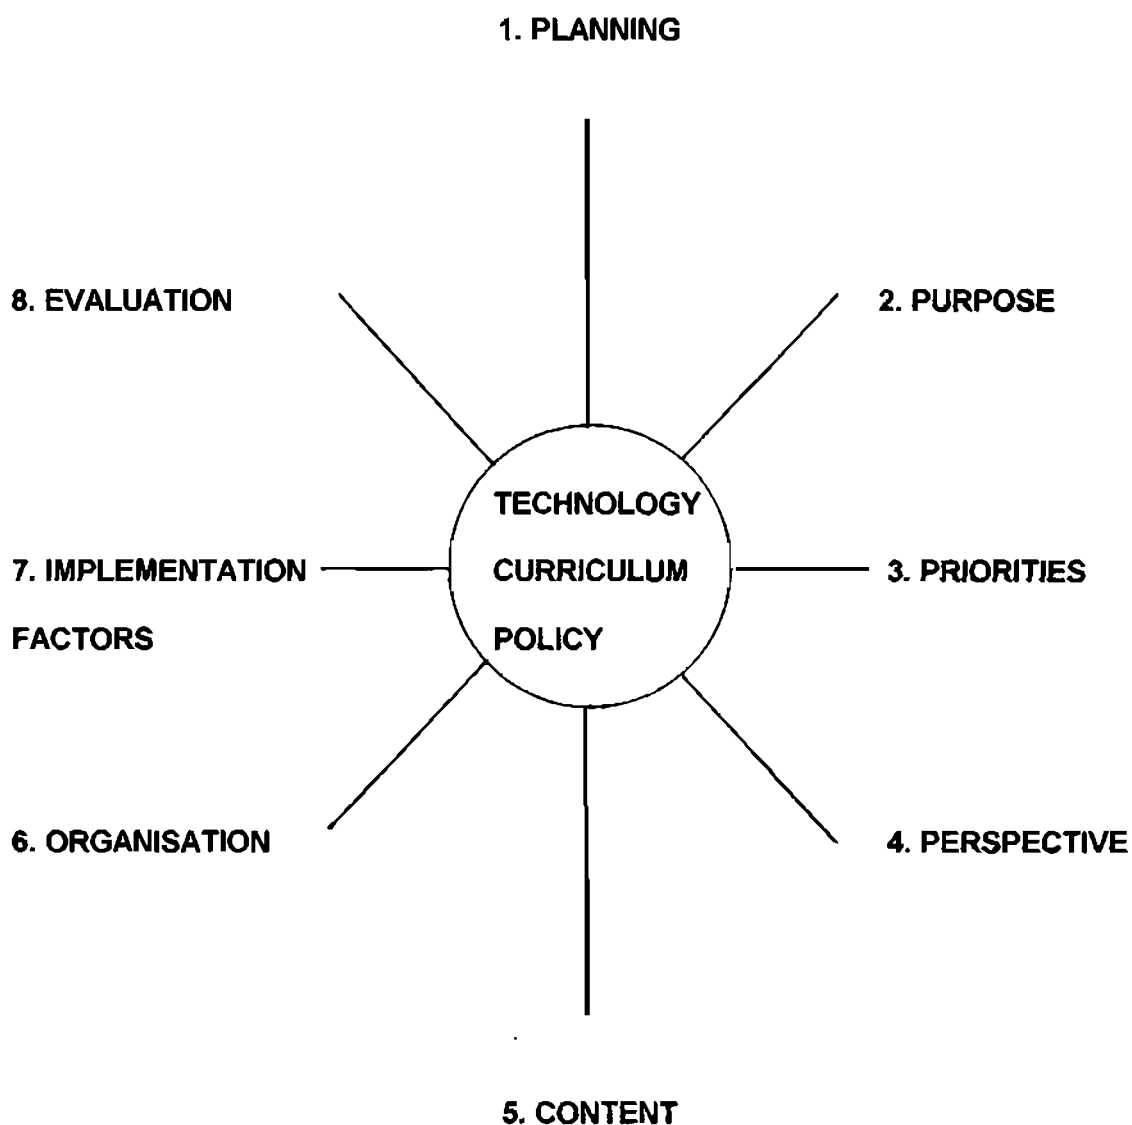 1. PLANNING
8. EVALUATION
2. PURPOSE
TECHNOLOGY
7. IMPLEMENTATION
CURRICULUM
3. PRIORITIES
FACTORS
POLICY
6. ORGANISATION
4. PERSPECTIVE
5. CONTENT